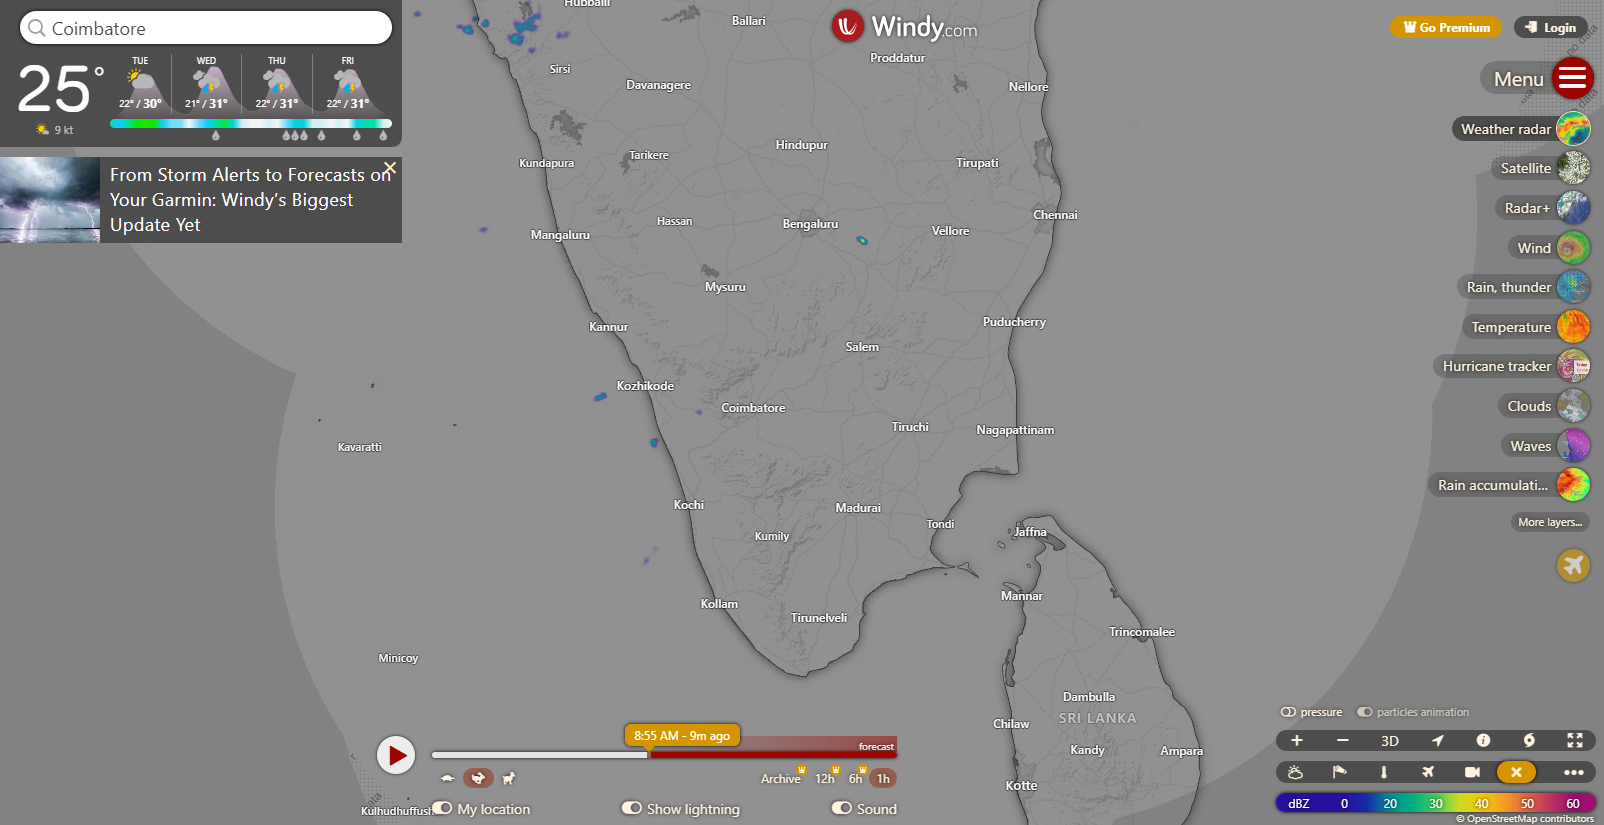 Coimbatore
25°
9 kt
TUE
22° / 30°
WED
21° / 31°
THU
22° / 31°
FRI
22° / 31°
From Storm Alerts to Forecasts on
Your Garmin: Windy’s Biggest
Update Yet
Windy.com
Go Premium
Login
Menu
no data
Weather radar
Satellite
Radar+
Wind
Rain, thunder
Temperature
Hurricane tracker
Clouds
Waves
Rain accumulati...
More layers...
Hubballi
Ballari
Proddatur
Sirsi
Davanagere
Nellore
Hindupur
Kundapura
Tarikere
Tirupati
Hassan
Bengaluru
Chennai
Mangaluru
Vellore
Mysuru
Kannur
Puducherry
Salem
Kozhikode
Coimbatore
Tiruchi
Nagapattinam
Kavaratti
Kochi
Madurai
Tondi
Kumily
Jaffna
Kollam
Tirunelveli
Mannar
Trincomalee
Minicoy
Dambulla
Chilaw
SRI LANKA
Kandy
Ampara
Kotte
Kulhudhuffush
8:55 AM - 9m ago
forecast
Archive
12h
6h
1h
My location
Show lightning
Sound
pressure
particles animation
+
−
3D
dBZ 0 20 30 40 50 60
© OpenStreetMap contributors